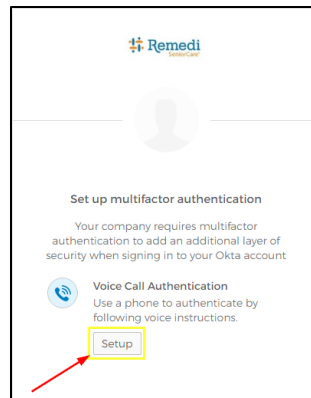 Remedi
SeniorCare
Set up multifactor authentication
Your company requires multifactor
authentication to add an additional layer of
security when signing in to your Okta account
Voice Call Authentication
Use a phone to authenticate by
following voice instructions.
Setup